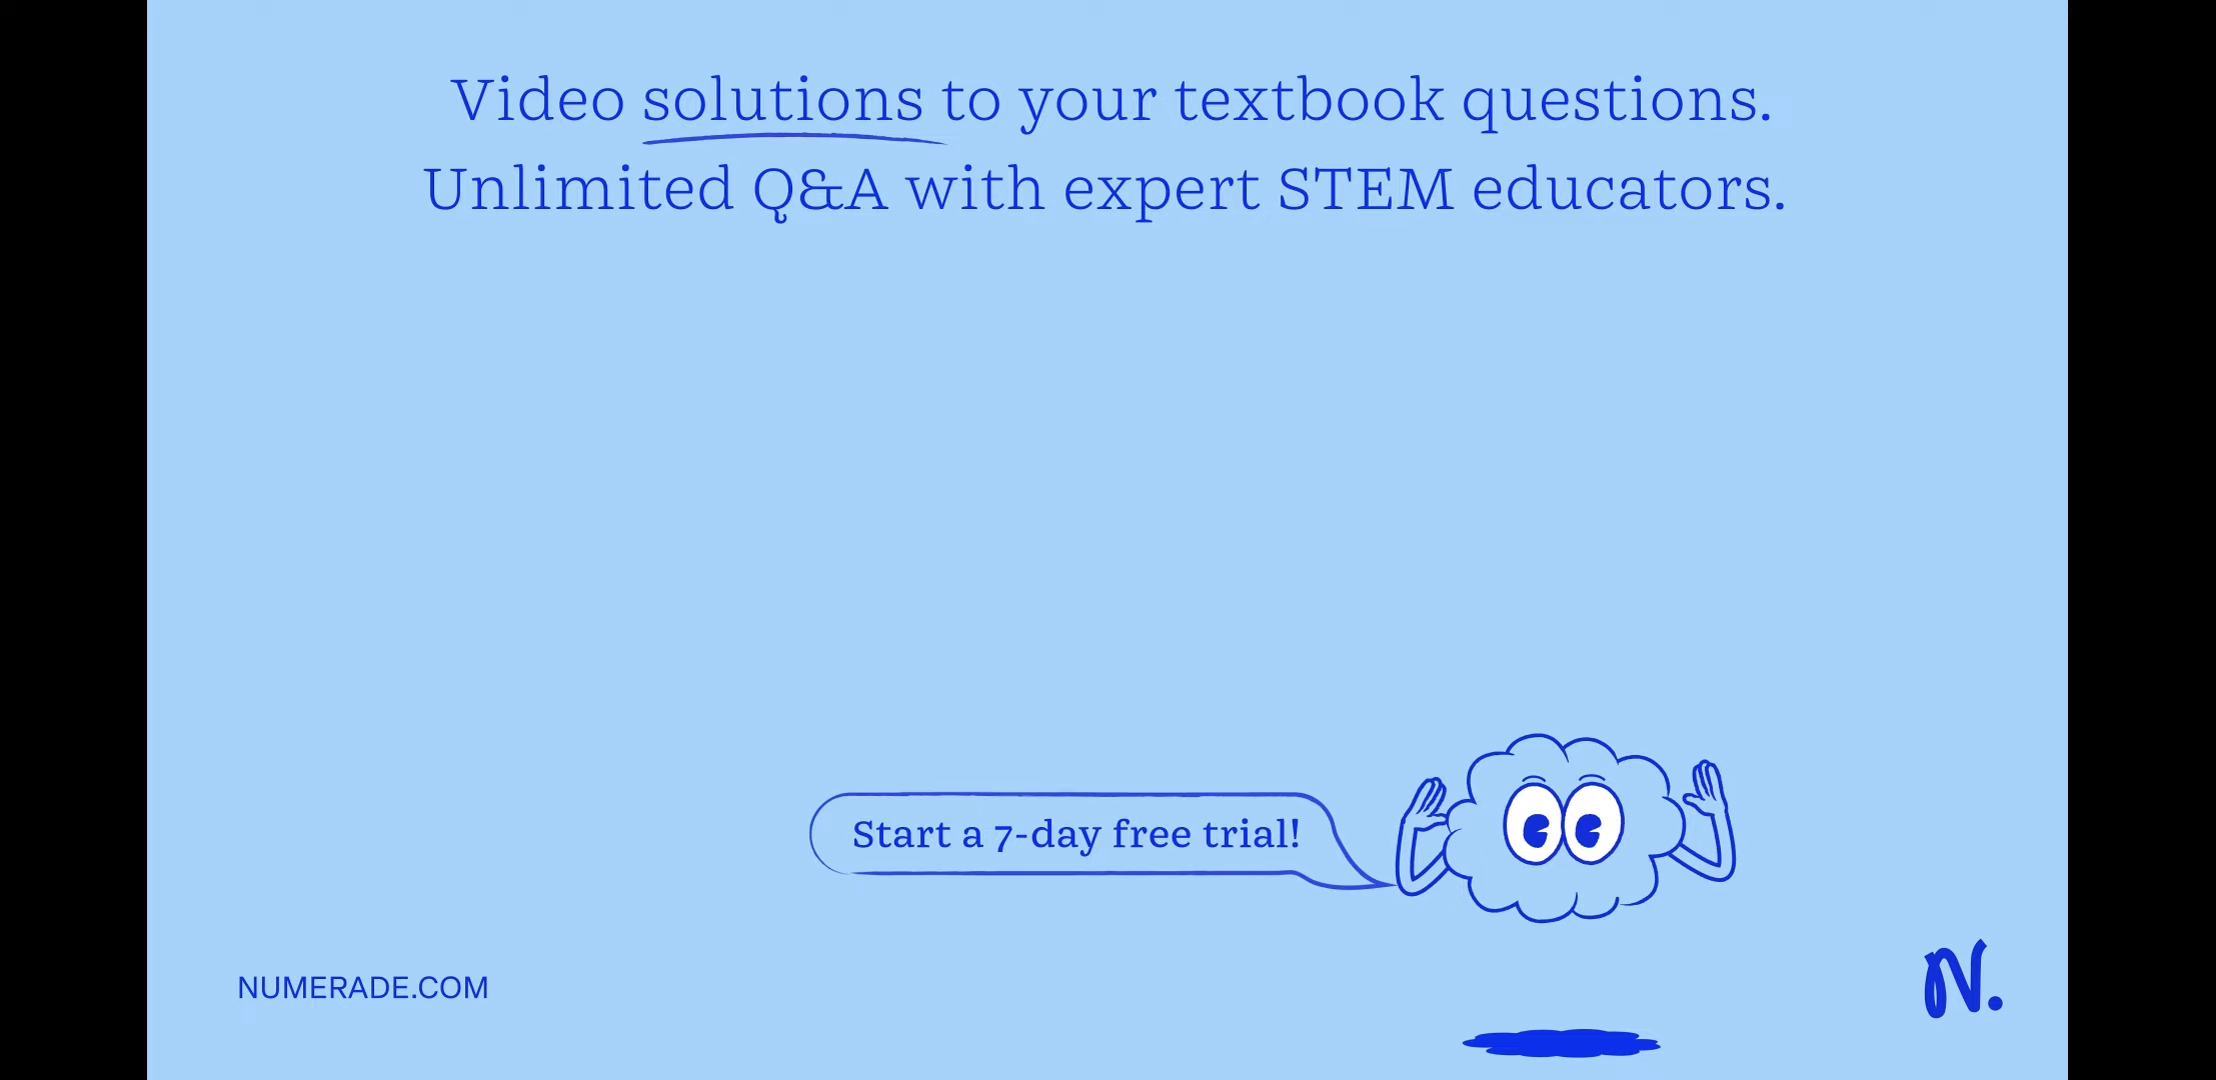 Video solutions to your textbook questions.
Unlimited Q&A with expert STEM educators.
Start a 7-day free trial!
NUMERADE.COM
N.